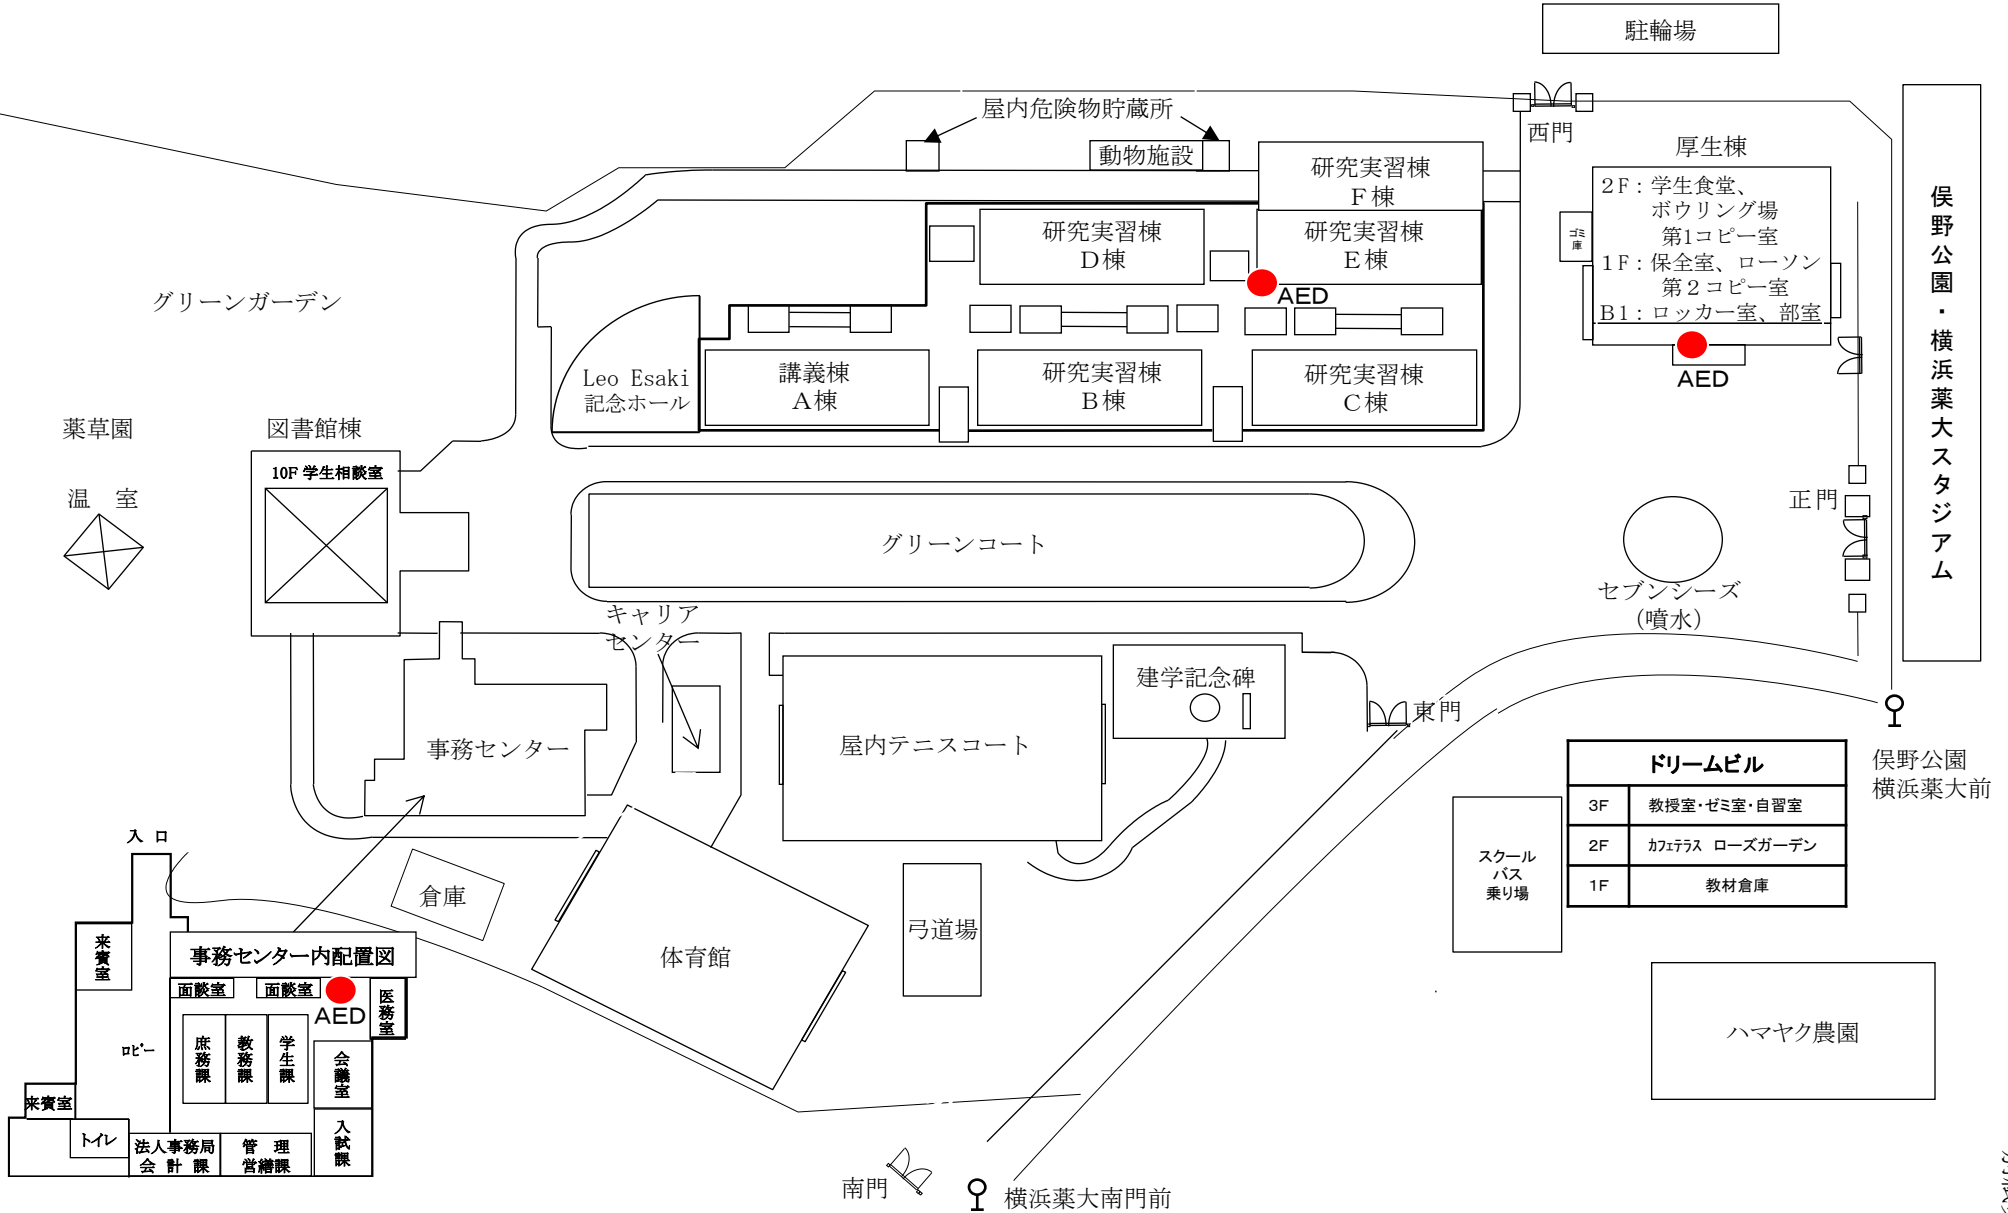 駐輪場
屋内危険物貯蔵所
西門
厚生棟
動物施設
研究実習棟
F棟
2F：学生食堂、
ボウリング場
第1コピー室
1F：保全室、ローソン
第２コピー室
B1：ロッカー室、部室
ゴミ
庫
AED
俣野公園・横浜薬大スタジアム
研究実習棟
D棟
研究実習棟
E棟
AED
グリーンガーデン
Leo Esaki
記念ホール
講義棟
A棟
研究実習棟
B棟
研究実習棟
C棟
薬草園
図書館棟
10F 学生相談室
温　室
正門
グリーンコート
セブンシーズ
（噴水）
キャリア
センター
建学記念碑
東門
事務センター
屋内テニスコート
俣野公園
横浜薬大前
ドリームビル
3F　教授室・ゼミ室・自習室
2F　カフェテラス　ローズガーデン
1F　教材倉庫
スクール
バス
乗り場
入 口
倉庫
体育館
弓道場
ハマヤク農園
事務センター内配置図
来賓室
面談室
面談室
AED
医務室
ロビー
庶務課
教務課
学生課
会議室
来賓室
トイレ
法人事務局
会 計 課
管　理
営繕課
入試課
南門
横浜薬大南門前